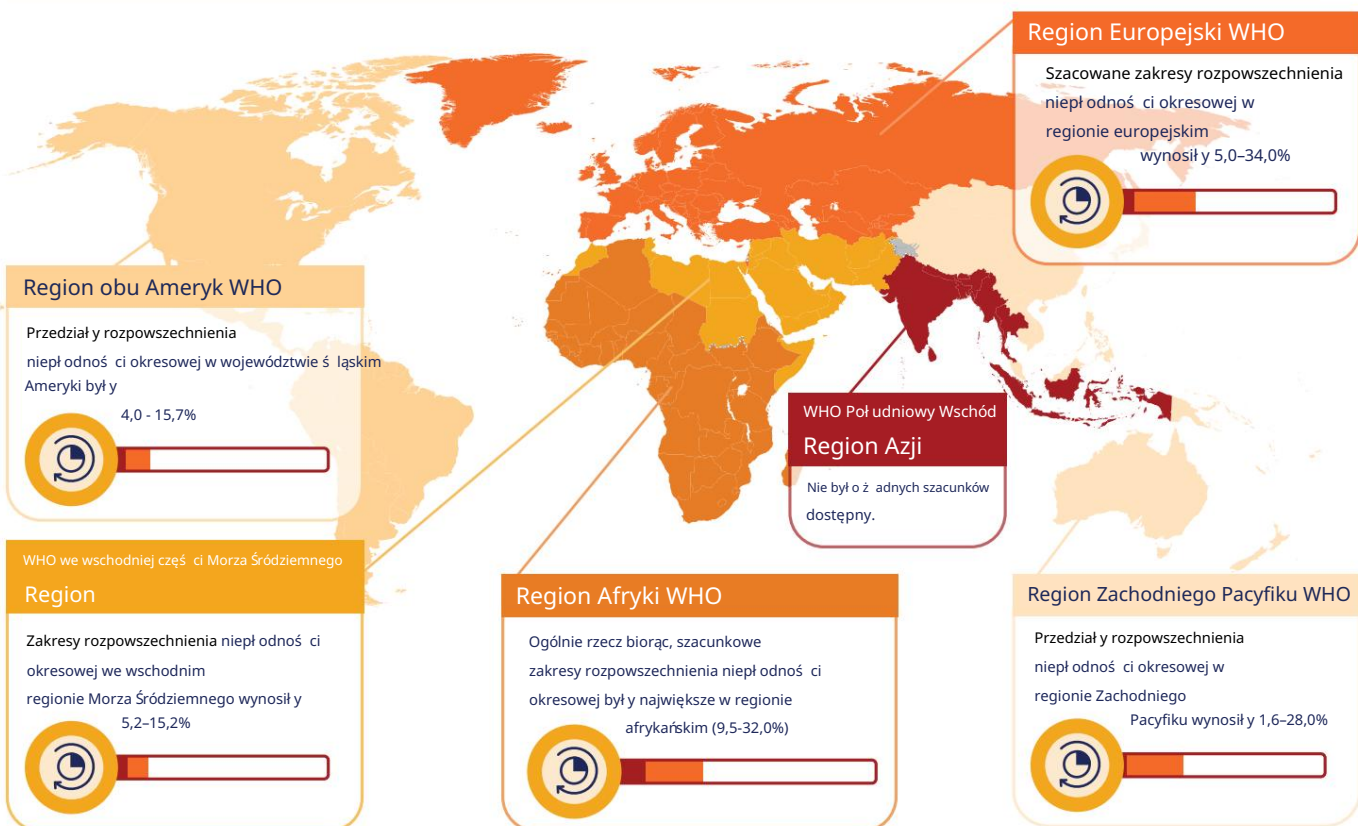 Region Europejski WHO
Szacowane zakresy rozpowszechnienia
niepł odnoś ci okresowej w
regionie europejskim
wynosił y 5,0–34,0%
Region obu Ameryk WHO
Przedział y rozpowszechnienia
niepł odnoś ci okresowej w województwie ś ląskim
Ameryki był y
4,0 - 15,7%
WHO Poł udniowy Wschód
Region Azji
Nie był o ż adnych szacunków
dostępny.
WHO we wschodniej częś ci Morza Śródziemnego
Region
Zakresy rozpowszechnienia niepł odnoś ci
okresowej we wschodnim
regionie Morza Śródziemnego wynosił y
5,2–15,2%
Region Afryki WHO
Ogólnie rzecz biorąc, szacunkowe
zakresy rozpowszechnienia niepł odnoś ci
okresowej był y największe w regionie
afrykańskim (9,5-32,0%)
Region Zachodniego Pacyfiku WHO
Przedział y rozpowszechnienia
niepł odnoś ci okresowej w
regionie Zachodniego
Pacyfiku wynosił y 1,6–28,0%